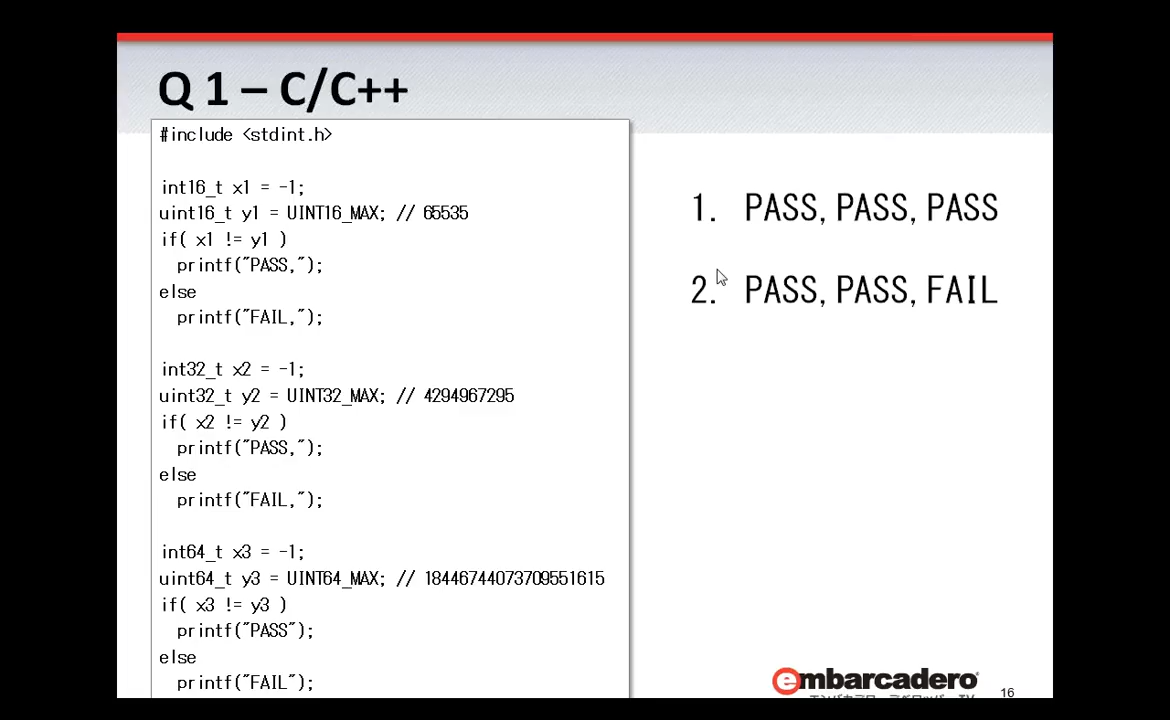 Q 1 – C/C++
#include <stdint.h>
int16_t x1 = -1;
uint16_t y1 = UINT16_MAX; // 65535
if( x1 != y1 )
printf("PASS,");
else
printf("FAIL,");
int32_t x2 = -1;
uint32_t y2 = UINT32_MAX; // 4294967295
if( x2 != y2 )
printf("PASS,");
else
printf("FAIL,");
int64_t x3 = -1;
uint64_t y3 = UINT64_MAX; // 18446744073709551615
if( x3 != y3 )
printf("PASS");
else
printf("FAIL");
1. PASS, PASS, PASS
2. PASS, PASS, FAIL
embarcadero
16